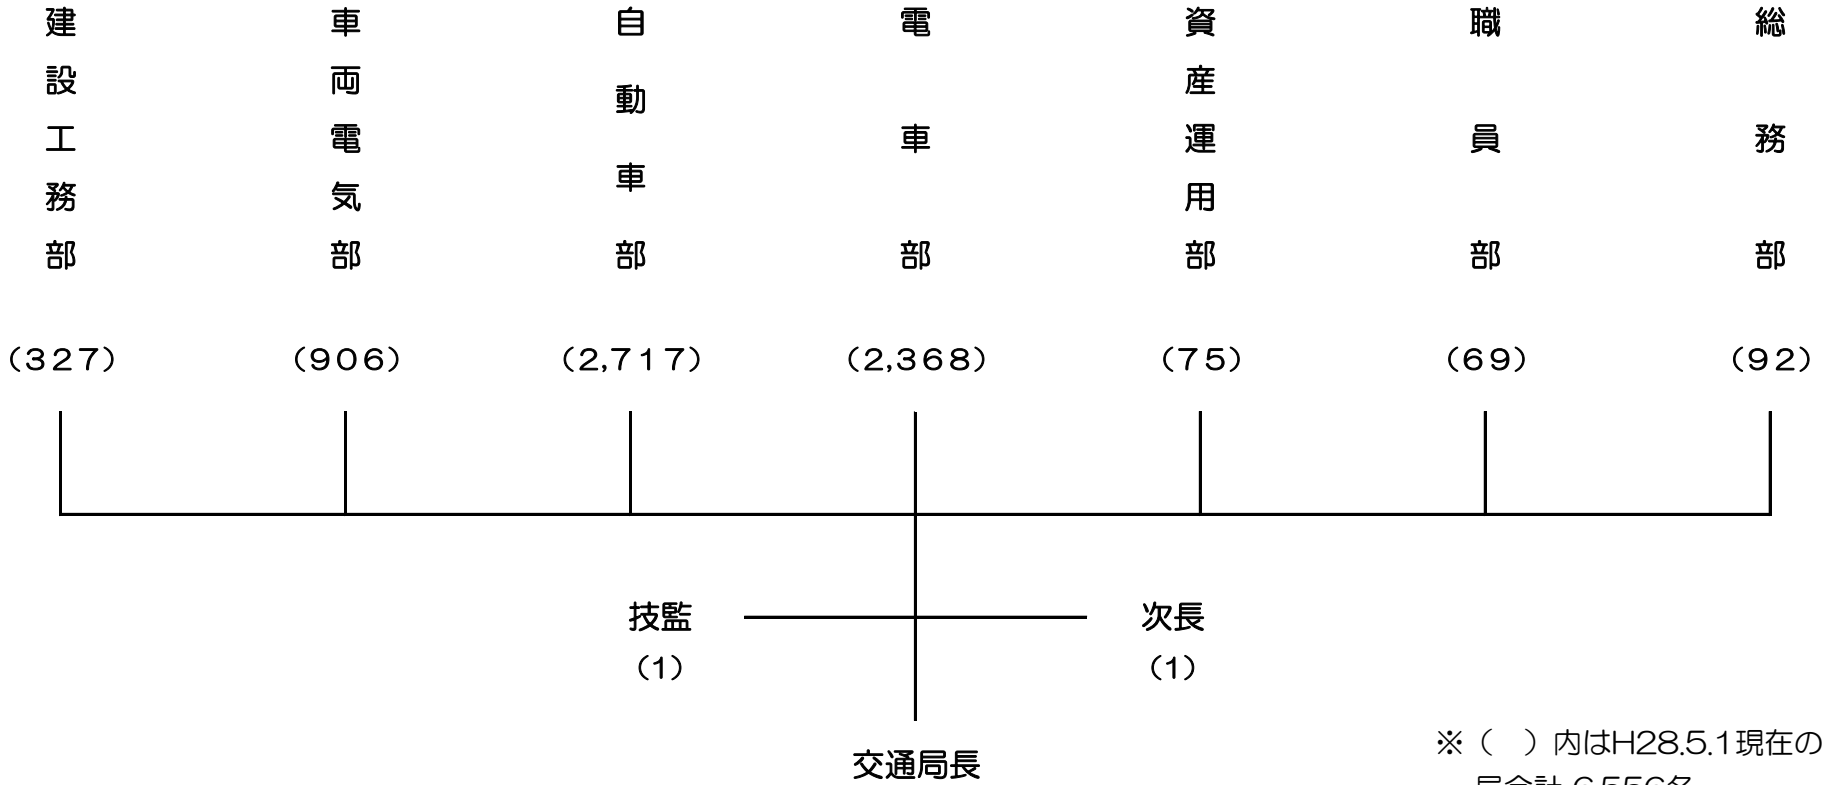 建設工務部
車両電気部
自動車部
電車部
資産運用部
職員部
総務部
（３２７）
（９０６）
（２,７１７）
（２,３６８）
（７５）
（６９）
（９２）
技監
次長
（１）
（１）
交通局長
※（　）内はH28.5.1現在の